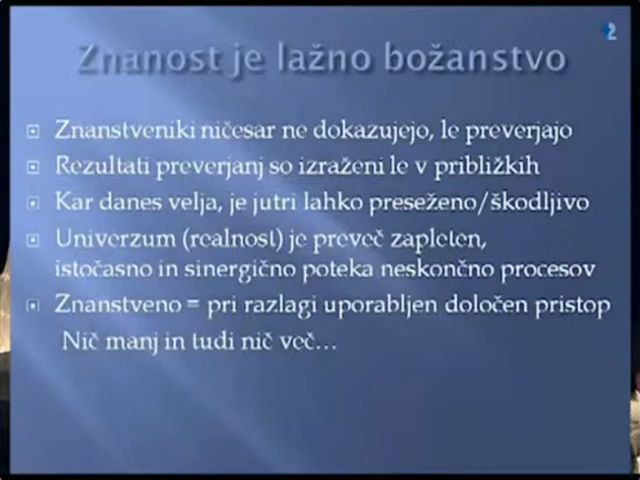 2
Znanost je lažno božanstvo
Znanstveniki ničesar ne dokazujejo, le preverjajo
Rezultati preverjanj so izraženi le v približkih
Kar danes velja, je jutri lahko preseženo/škodljivo
Univerzum (realnost) je preveč zapleten,
istočasno in sinergično poteka neskončno procesov
Znanstveno = pri razlagi uporabljen določen pristop
Nič manj in tudi nič več...